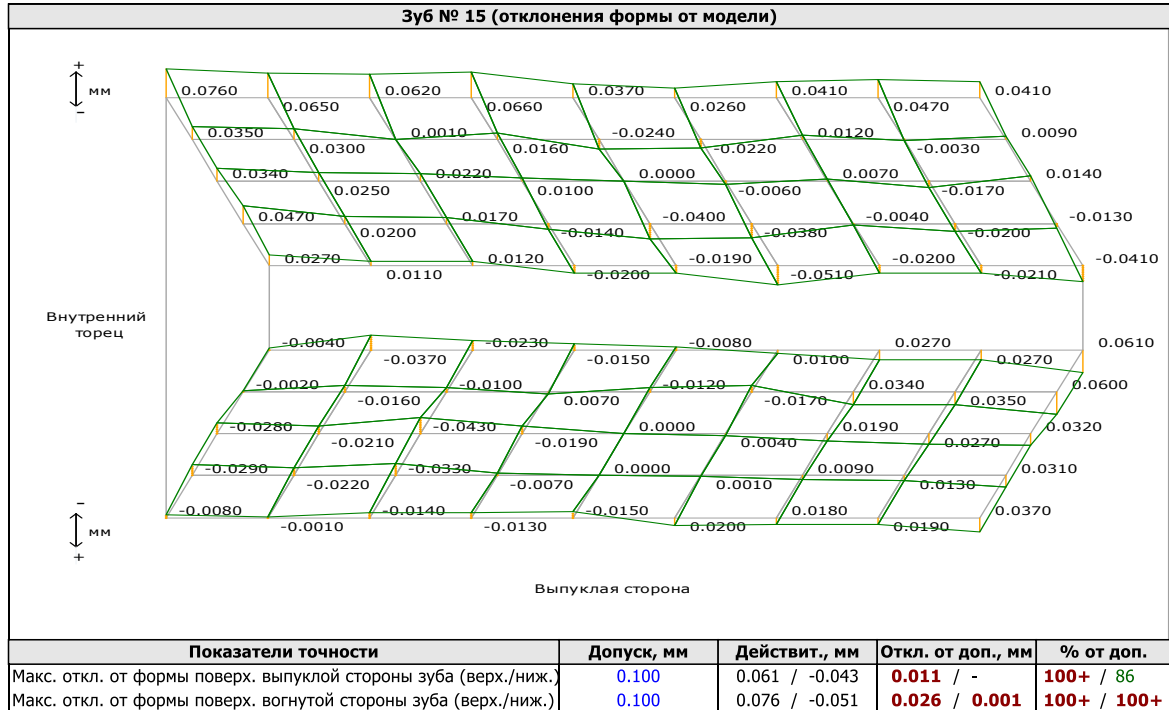 Зуб № 15 (отклонения формы от модели)
+
мм
-
0.0760 0.0650 0.0620 0.0660 0.0370 0.0260 0.0410 0.0470 0.0410
0.0350 0.0300 0.0010 0.0160 -0.0240 -0.0220 0.0120 -0.0030 0.0090
0.0340 0.0250 0.0220 0.0100 0.0000 -0.0060 0.0070 -0.0170 0.0140
0.0470 0.0200 0.0170 -0.0140 -0.0400 -0.0380 -0.0040 -0.0200 -0.0130
0.0270 0.0110 0.0120 -0.0200 -0.0190 -0.0510 -0.0200 -0.0210 -0.0410
Внутренний
торец
-0.0040 -0.0370 -0.0230 -0.0150 -0.0080 0.0100 0.0270 0.0270 0.0610
-0.0020 -0.0160 -0.0100 0.0070 -0.0120 -0.0170 0.0340 0.0350 0.0600
-0.0280 -0.0210 -0.0430 -0.0190 0.0000 0.0040 0.0190 0.0270 0.0320
-0.0290 -0.0220 -0.0330 -0.0070 0.0000 0.0010 0.0090 0.0130 0.0310
-0.0080 -0.0010 -0.0140 -0.0130 -0.0150 0.0200 0.0180 0.0190 0.0370
-
мм
+
Выпуклая сторона
Показатели точности Допуск, мм Действит., мм Откл. от доп., мм % от доп.
Макс. откл. от формы поверх. выпуклой стороны зуба (верх./ниж.) 0.100 0.061 / -0.043 0.011 / - 100+ / 86
Макс. откл. от формы поверх. вогнутой стороны зуба (верх./ниж.) 0.100 0.076 / -0.051 0.026 / 0.001 100+ / 100+